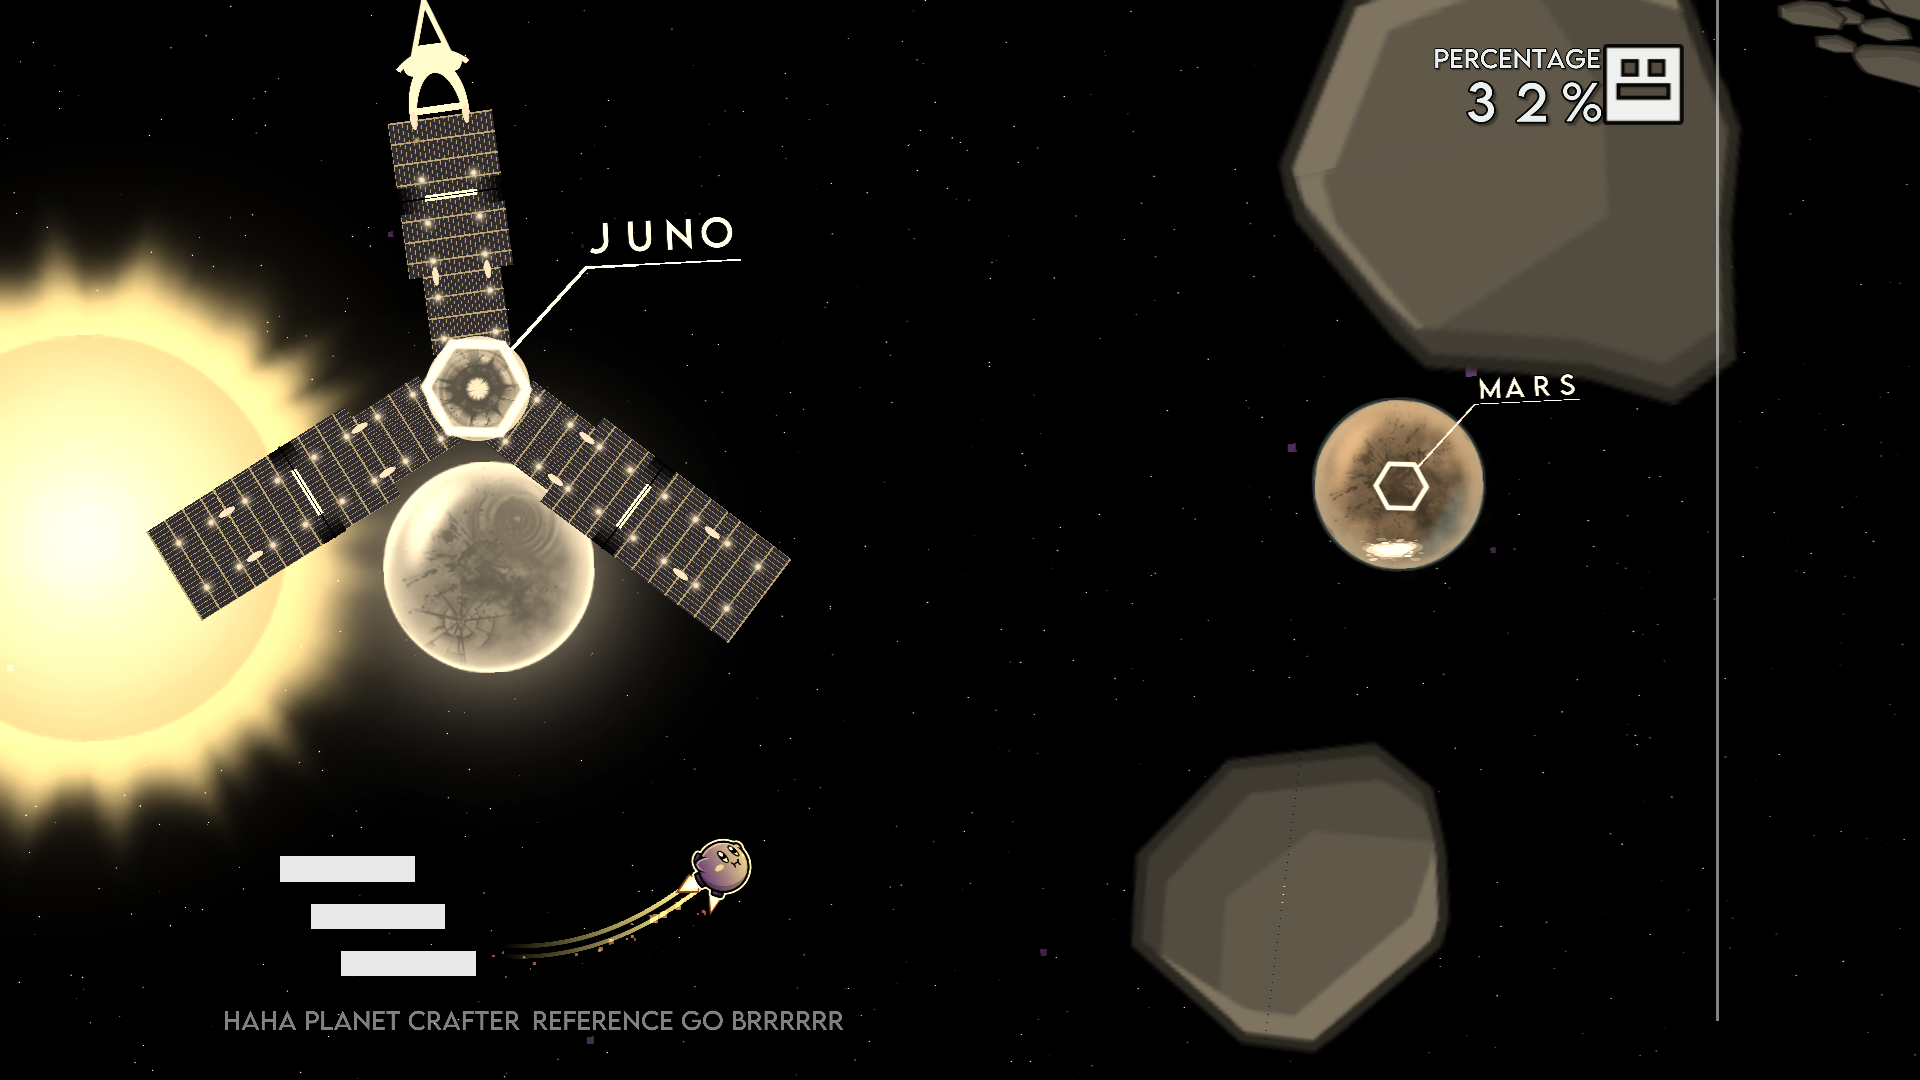 PERCENTAGE
32%
JUNO
MARS
HAHA PLANET CRAFTER REFERENCE GO BRRRRRR